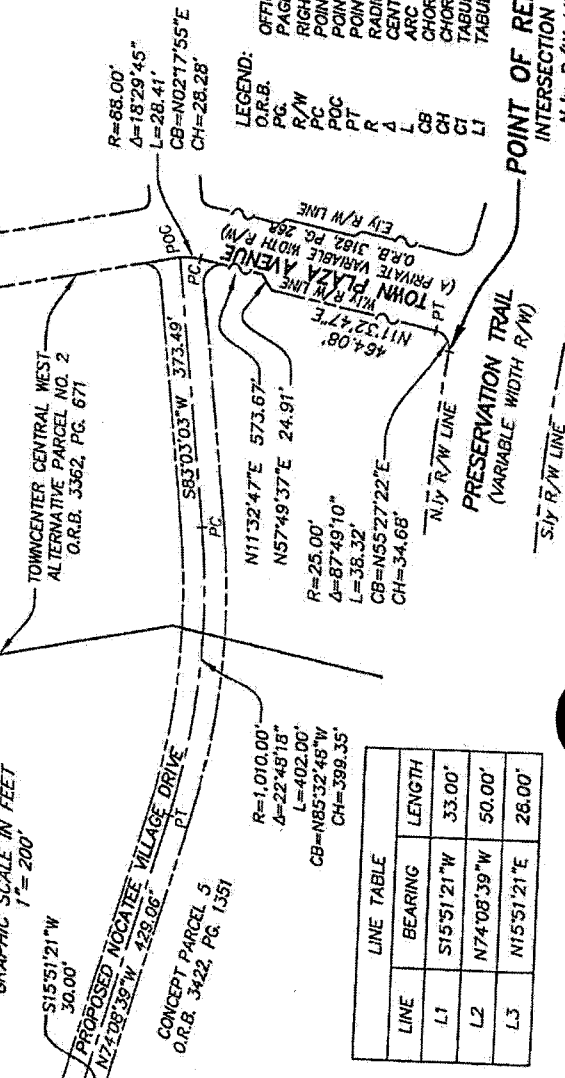 GRAPHIC SCALE IN FEET
1"= 200'
S15°51'21"W
30.00'
PROPOSED NOCATEE VILLAGE DRIVE
N74°08'39"W 429.06'
PT
CONCEPT PARCEL 5
O.R.B. 3422, PG. 1351
TOWNCENTER CENTRAL WEST
ALTERNATIVE PARCEL NO. 2
O.R.B. 3362, PG. 671
S83°03'03"W 373.49'
PC
POC
PC
R=88.00'
Δ=18°29'45"
L=28.41'
CB=N02°17'55"E
CH=28.28'
N11°32'47"E 573.67'
N57°49'37"E 24.91'
R=25.00'
Δ=87°49'10"
L=38.32'
CB=N55°27'22"E
CH=34.68'
R=1,010.00'
Δ=22°48'18"
L=402.00'
CB=N85°32'48"W
CH=399.35'
E'ly R/W LINE
O.R.B. 3182, PG. 268
(A PRIVATE VARIABLE WIDTH R/W)
TOWN PLAZA AVENUE
W'ly R/W LINE
N11°32'47"E
464.08'
PT
N'ly R/W LINE
PRESERVATION TRAIL
(VARIABLE WIDTH R/W)
S'ly R/W LINE
LEGEND:
O.R.B. OFFI
PG. PAG
R/W RIGH
PC POIN
POC POIN
PT POIN
R RADI
Δ CENT
L ARC
CB CHOR
CH CHOR
C1 TABU
L1 TABU
POINT OF RE
INTERSECTION
LINE TABLE
LINE BEARING LENGTH
L1 S15°51'21"W 33.00'
L2 N74°08'39"W 50.00'
L3 N15°51'21"E 28.00'